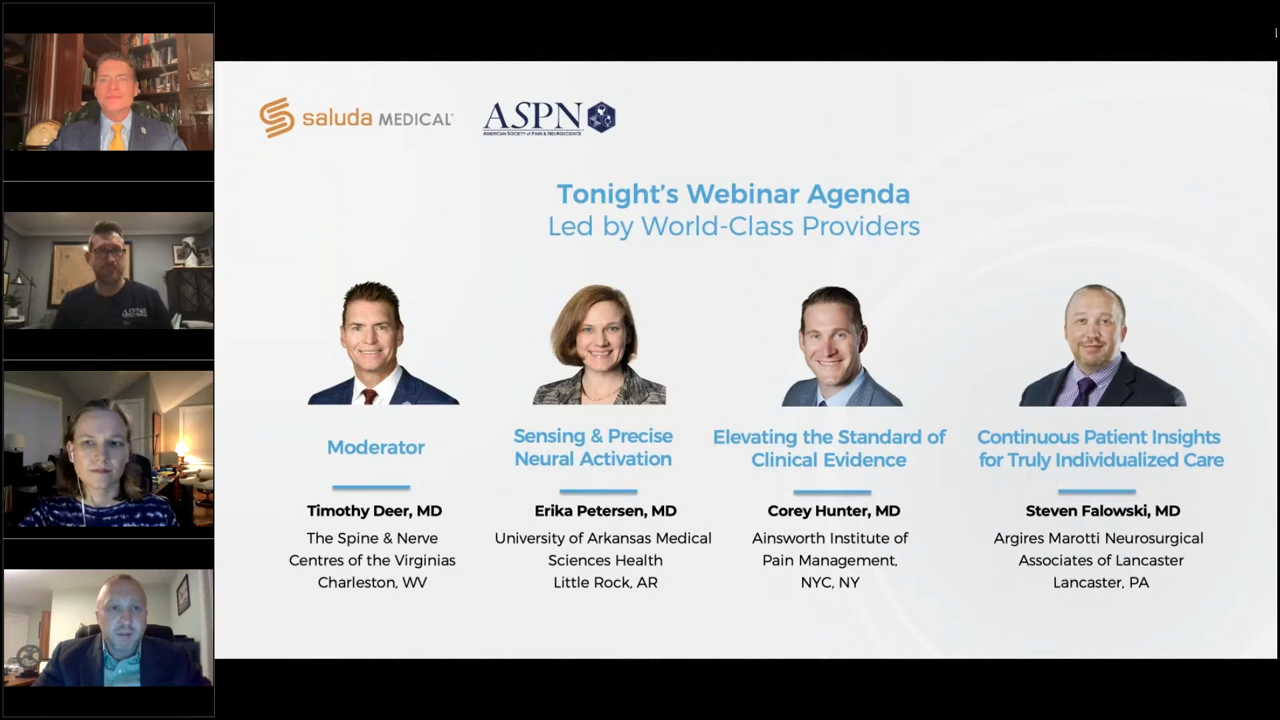 saluda MEDICAL
ASPN
AMERICAN SOCIETY of PAIN & NEUROSCIENCE
Tonight's Webinar Agenda
Led by World-Class Providers
Moderator
Timothy Deer, MD
The Spine & Nerve
Centres of the Virginias
Charleston, WV
Sensing & Precise
Neural Activation
Erika Petersen, MD
University of Arkansas Medical
Sciences Health
Little Rock, AR
Elevating the Standard of
Clinical Evidence
Corey Hunter, MD
Ainsworth Institute of
Pain Management,
NYC, NY
Continuous Patient Insights
for Truly Individualized Care
Steven Falowski, MD
Argires Marotti Neurosurgical
Associates of Lancaster
Lancaster, PA
ASPN